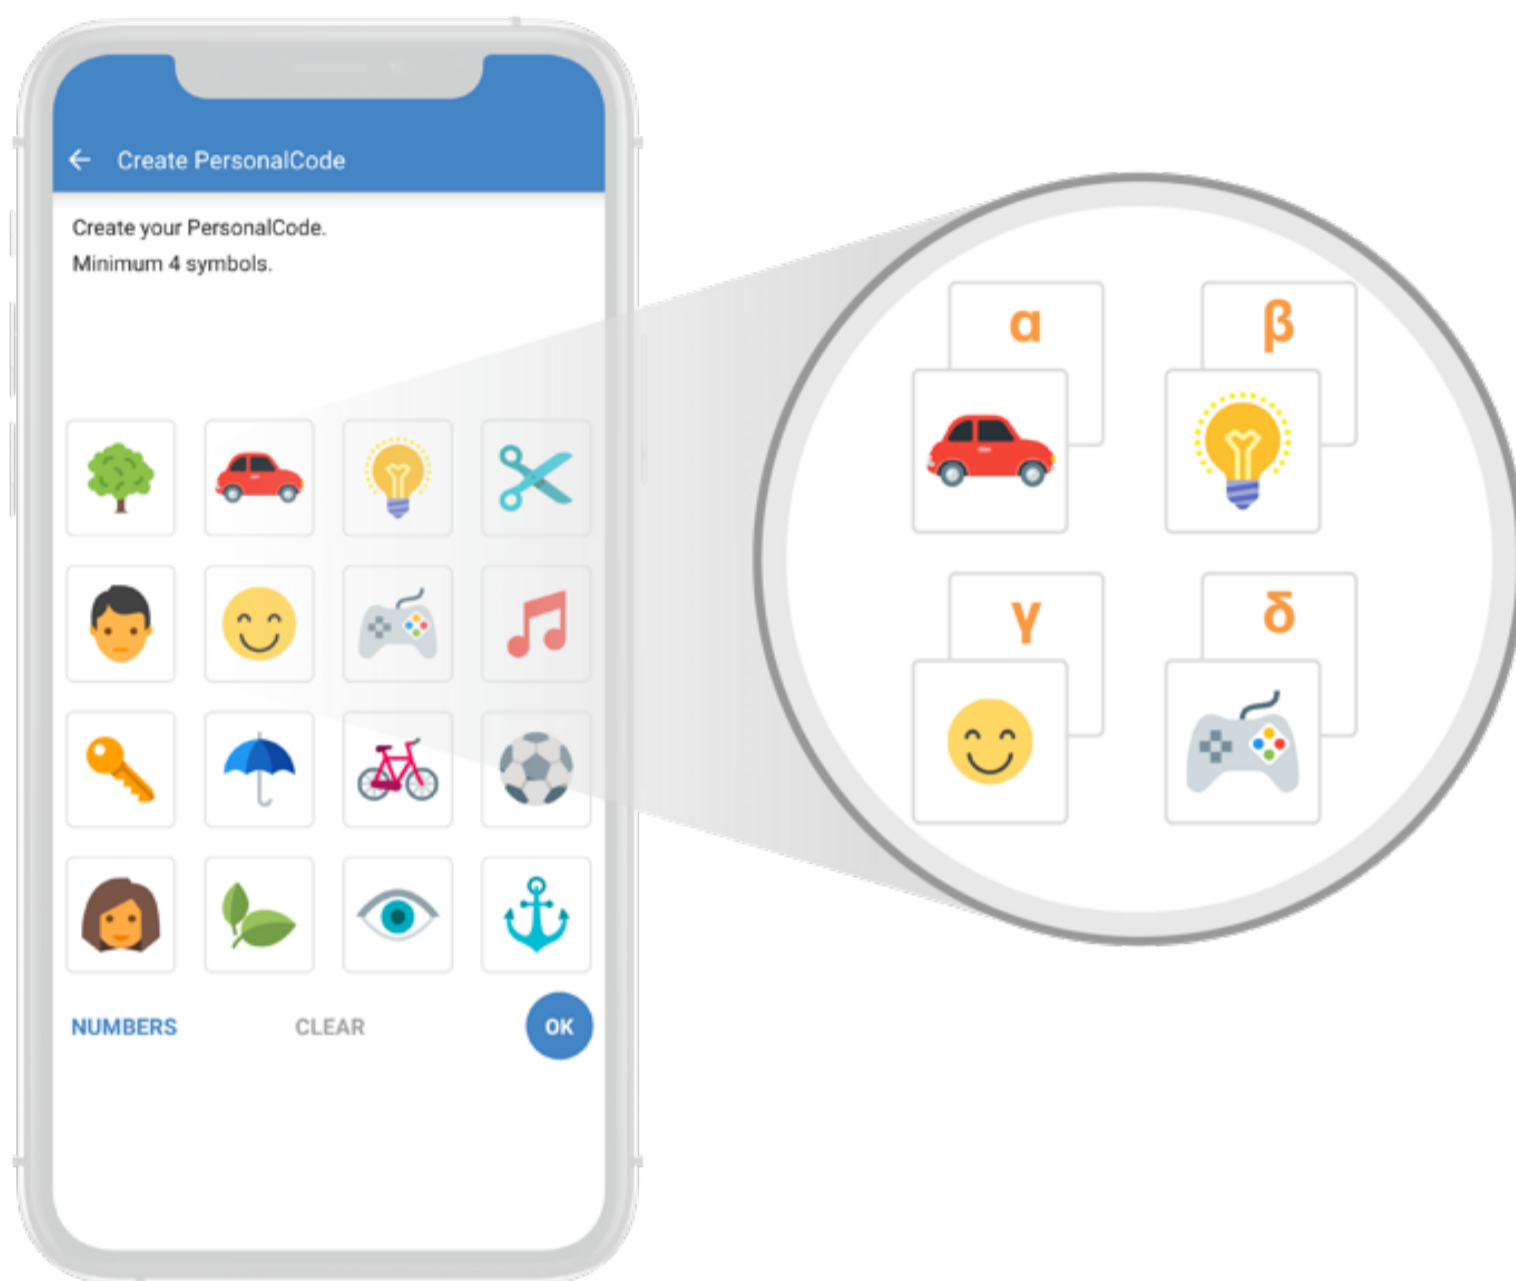 Create PersonalCode
Create your PersonalCode.
Minimum 4 symbols.
NUMBERS
CLEAR
OK
α
β
γ
δ